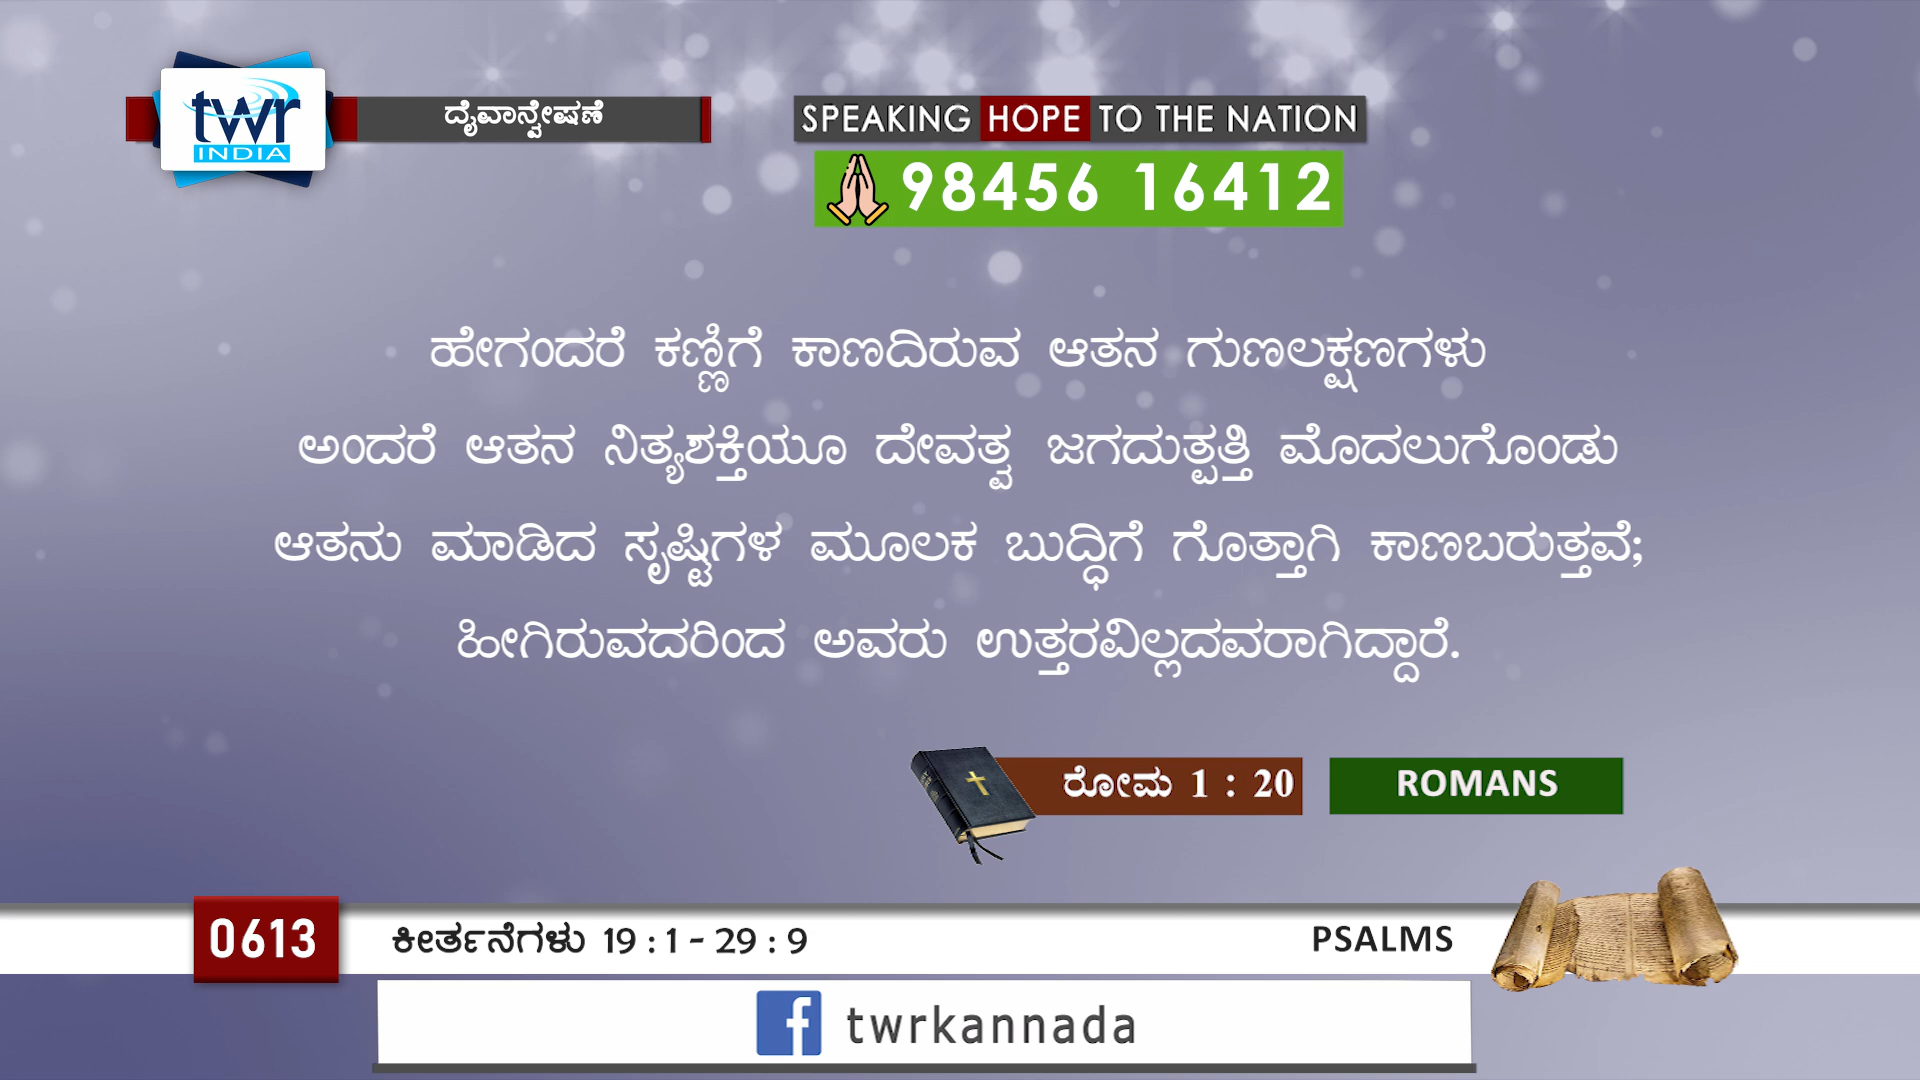 twr
INDIA
ದೈವಾನ್ವೇಷಣೆ
SPEAKING HOPE TO THE NATION
98456 16412
ಹೇಗಂದರೆ ಕಣ್ಣಿಗೆ ಕಾಣದಿರುವ ಆತನ ಗುಣಲಕ್ಷಣಗಳು
ಅಂದರೆ ಆತನ ನಿತ್ಯಶಕ್ತಿಯೂ ದೇವತ್ವ ಜಗದುತ್ಪತ್ತಿ ಮೊದಲುಗೊಂಡು
ಆತನು ಮಾಡಿದ ಸೃಷ್ಟಿಗಳ ಮೂಲಕ ಬುದ್ಧಿಗೆ ಗೊತ್ತಾಗಿ ಕಾಣಬರುತ್ತವೆ;
ಹೀಗಿರುವದರಿಂದ ಅವರು ಉತ್ತರವಿಲ್ಲದವರಾಗಿದ್ದಾರೆ.
ರೋಮ 1 : 20 ROMANS
0613 ಕೀರ್ತನೆಗಳು 19 : 1 - 29 : 9 PSALMS
twrkannada